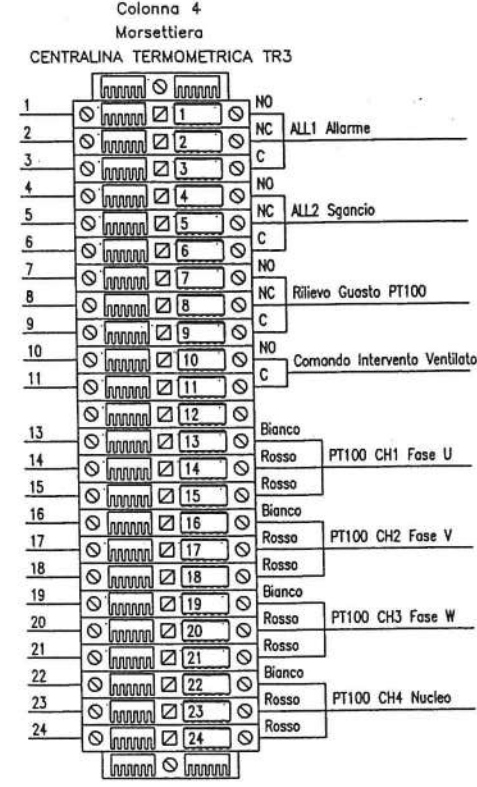 Colonna 4
Morsettiera
CENTRALINA TERMOMETRICA TR3
1 1 NO
2 2 NC ALL1 Allarme
3 3 C
4 4 NO
5 5 NC ALL2 Sgancio
6 6 C
7 7 NO
8 8 NC Rilievo Guasto PT100
9 9 C
10 10 NO
11 11 C Comando Intervento Ventilato
12
13 13 Bianco
14 14 Rosso PT100 CH1 Fase U
15 15 Rosso
16 16 Bianco
17 17 Rosso PT100 CH2 Fase V
18 18 Rosso
19 19 Bianco
20 20 Rosso PT100 CH3 Fase W
21 21 Rosso
22 22 Bianco
23 23 Rosso PT100 CH4 Nucleo
24 24 Rosso